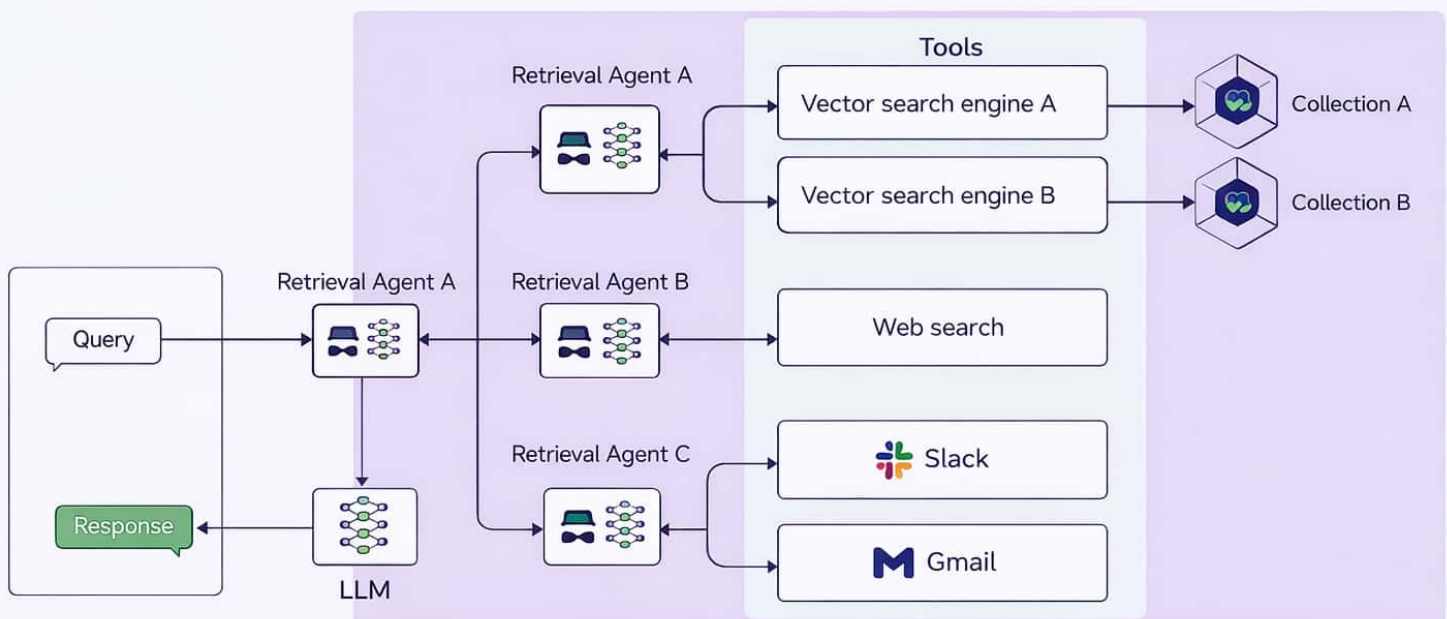 Tools
Retrieval Agent A
Vector search engine A
Collection A
Vector search engine B
Collection B
Retrieval Agent A
Retrieval Agent B
Query
Web search
Retrieval Agent C
Slack
Response
Gmail
LLM